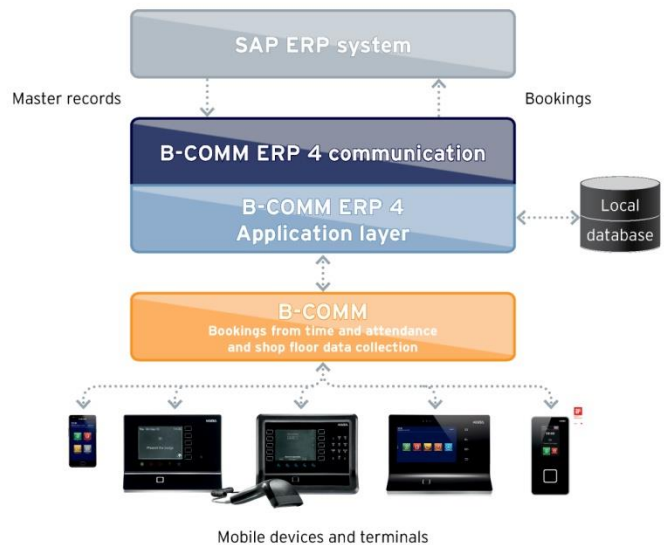 SAP ERP system
Master records
Bookings
B-COMM ERP 4 communication
B-COMM ERP 4
Application layer
Local
database
B-COMM
Bookings from time and attendance
and shop floor data collection
Mobile devices and terminals